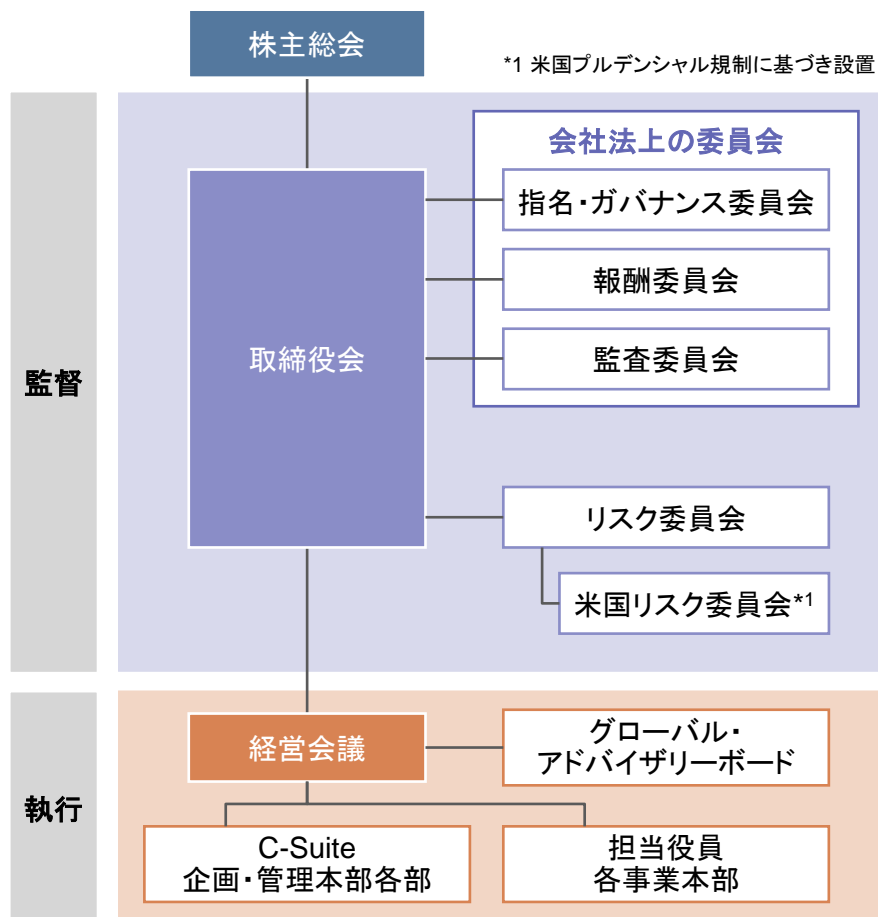 株主総会
*1 米国プルデンシャル規制に基づき設置
監督
会社法上の委員会
指名・ガバナンス委員会
報酬委員会
取締役会
監査委員会
リスク委員会
米国リスク委員会*1
執行
経営会議
グローバル・
アドバイザリーボード
C-Suite
企画・管理本部各部
担当役員
各事業本部